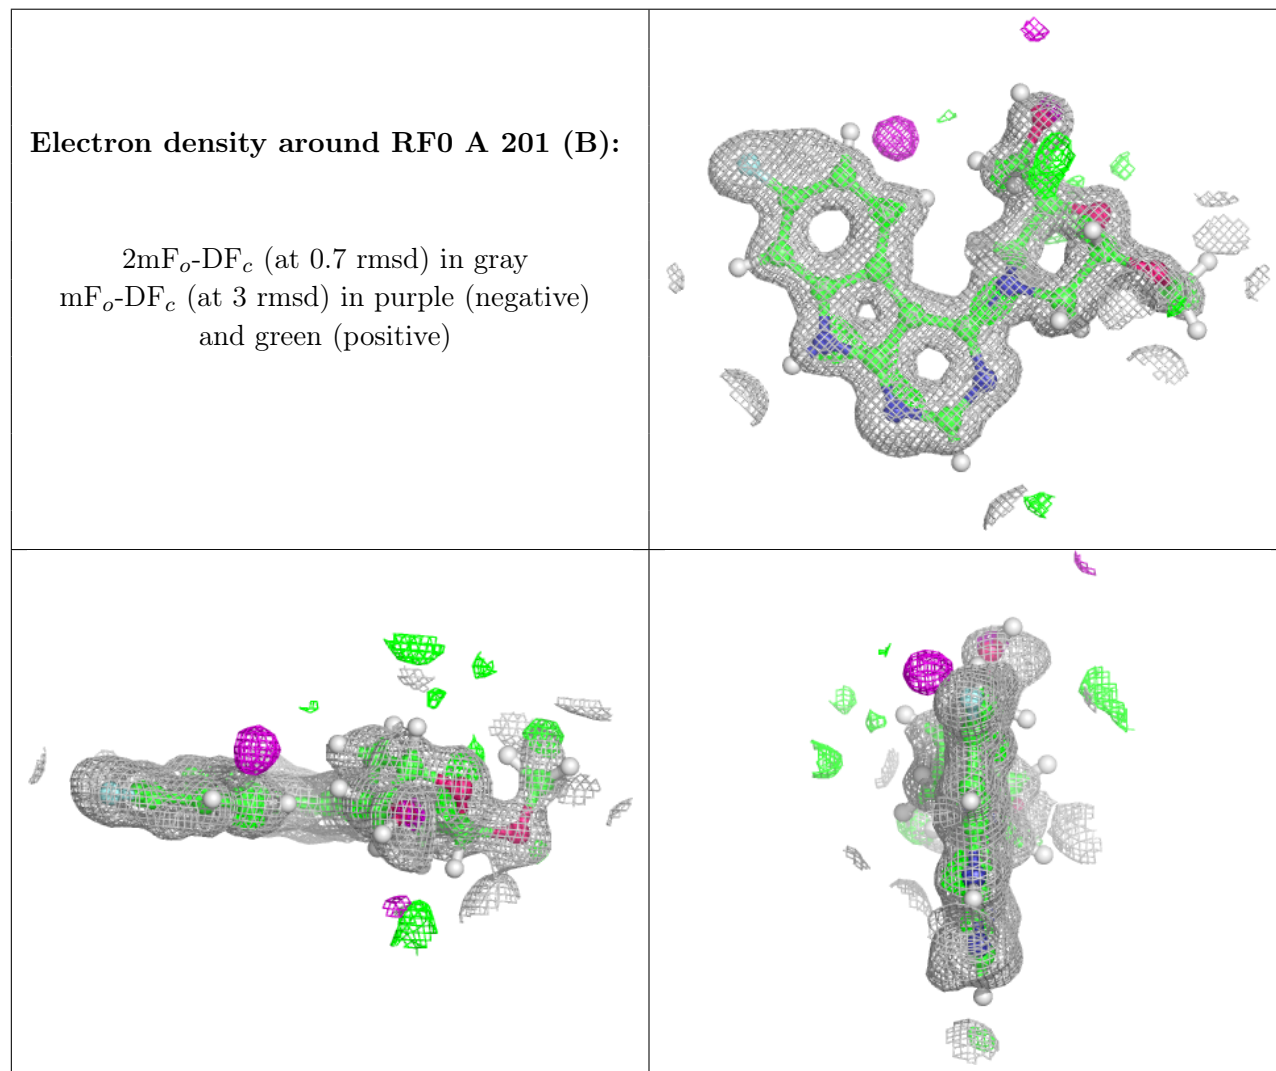 Electron density around RF0 A 201 (B):
2mFo-DFc (at 0.7 rmsd) in gray
mFo-DFc (at 3 rmsd) in purple (negative)
and green (positive)